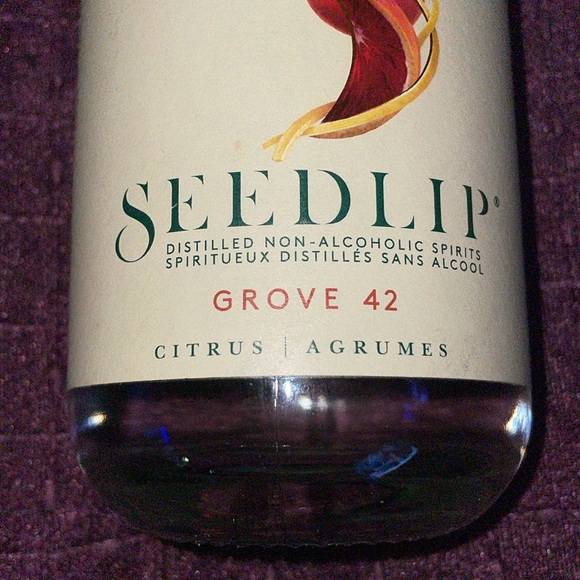 SEEDLIP®
DISTILLED NON-ALCOHOLIC SPIRITS
SPIRITUEUX DISTILLÉS SANS ALCOOL
GROVE 42
CITRUS | AGRUMES